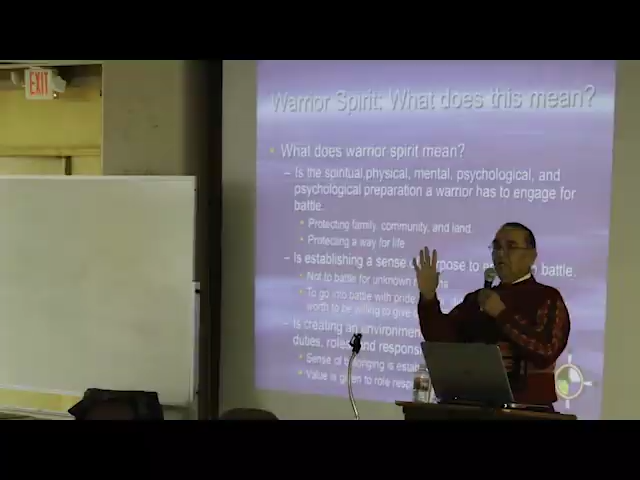 EXIT
Warrior Spirit: What does this mean?
What does warrior spirit mean?
– Is the spiritual, physical, mental, psychological, and
psychological preparation a warrior has to engage for
battle.
Protecting family, community, and land.
Protecting a way for life
– Is establishing a sense battle.
Not to battle for unknown
To go into battle with pride
worth to be willing to give
– Is creating an environment
duties, roles and
Sense of belonging is
Value is given to role